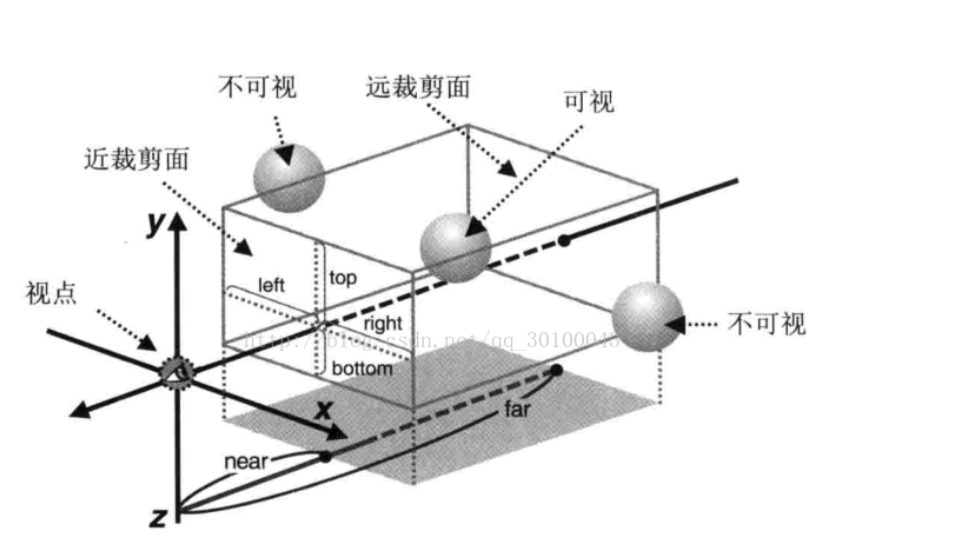 不可视
远裁剪面
可视
近裁剪面
y
left
top
视点
right
http://blog.csdn.net/qq_30100043
不可视
bottom
x
far
near
z